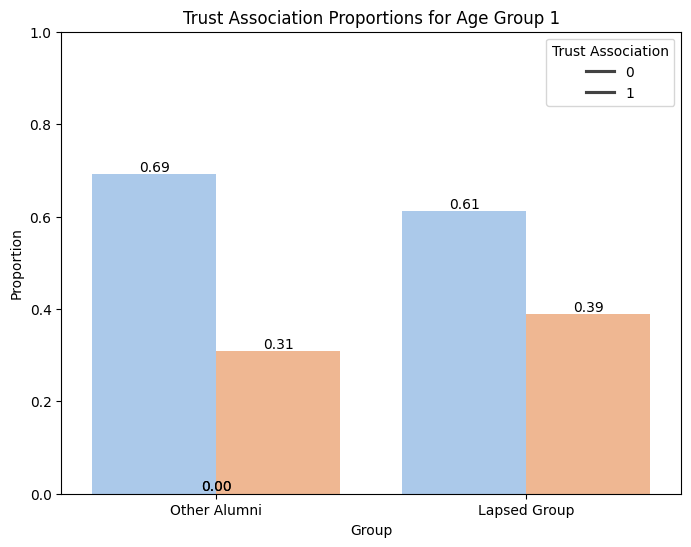 Trust Association Proportions for Age Group 1
1.0
0.8
0.6
0.4
0.2
0.0
Proportion
Trust Association
0
1
0.69
0.31
0.00
0.61
0.39
Other Alumni
Lapsed Group
Group